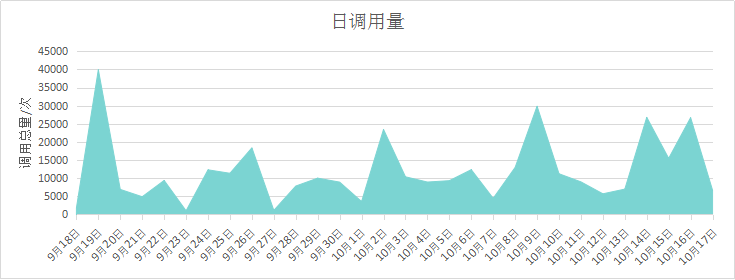 日调用量
调用总量/次
45000
40000
35000
30000
25000
20000
15000
10000
5000
0
9月18日
9月19日
9月20日
9月21日
9月22日
9月23日
9月24日
9月25日
9月26日
9月27日
9月28日
9月29日
9月30日
10月1日
10月2日
10月3日
10月4日
10月5日
10月6日
10月7日
10月8日
10月9日
10月10日
10月11日
10月12日
10月13日
10月14日
10月15日
10月16日
10月17日